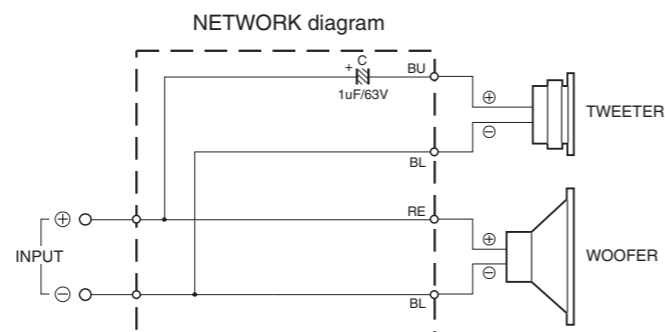 NETWORK diagram
C
+
BU
1uF/63V
⊕
TWEETER
⊖
BL
RE
⊕
⊕
INPUT
WOOFER
⊖
⊖
BL